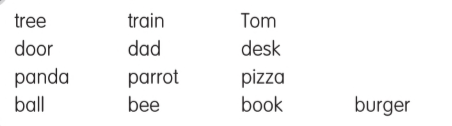 tree train Tom
door dad desk
panda parrot pizza
ball bee book burger